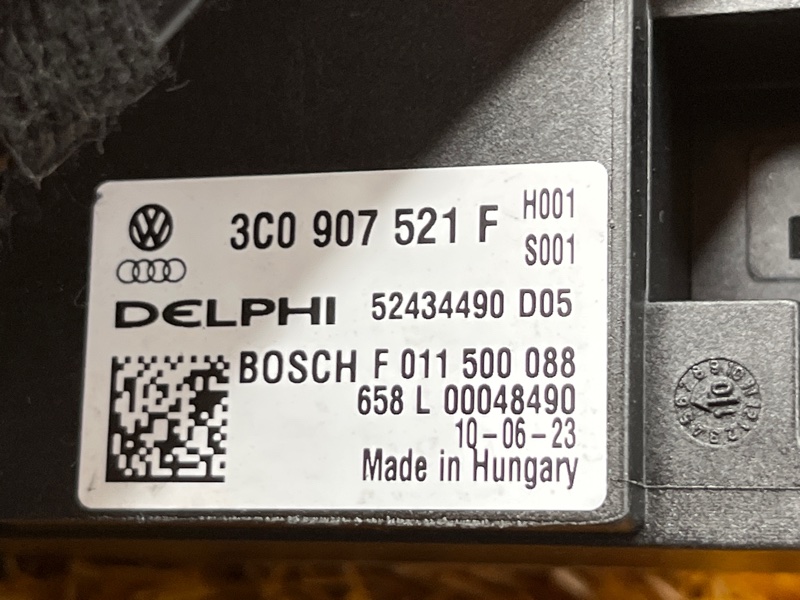 3C0 907 521 F H001
S001
DELPHI 52434490 D05
BOSCH F 011 500 088
658 L 00048490
10-06-23
Made in Hungary